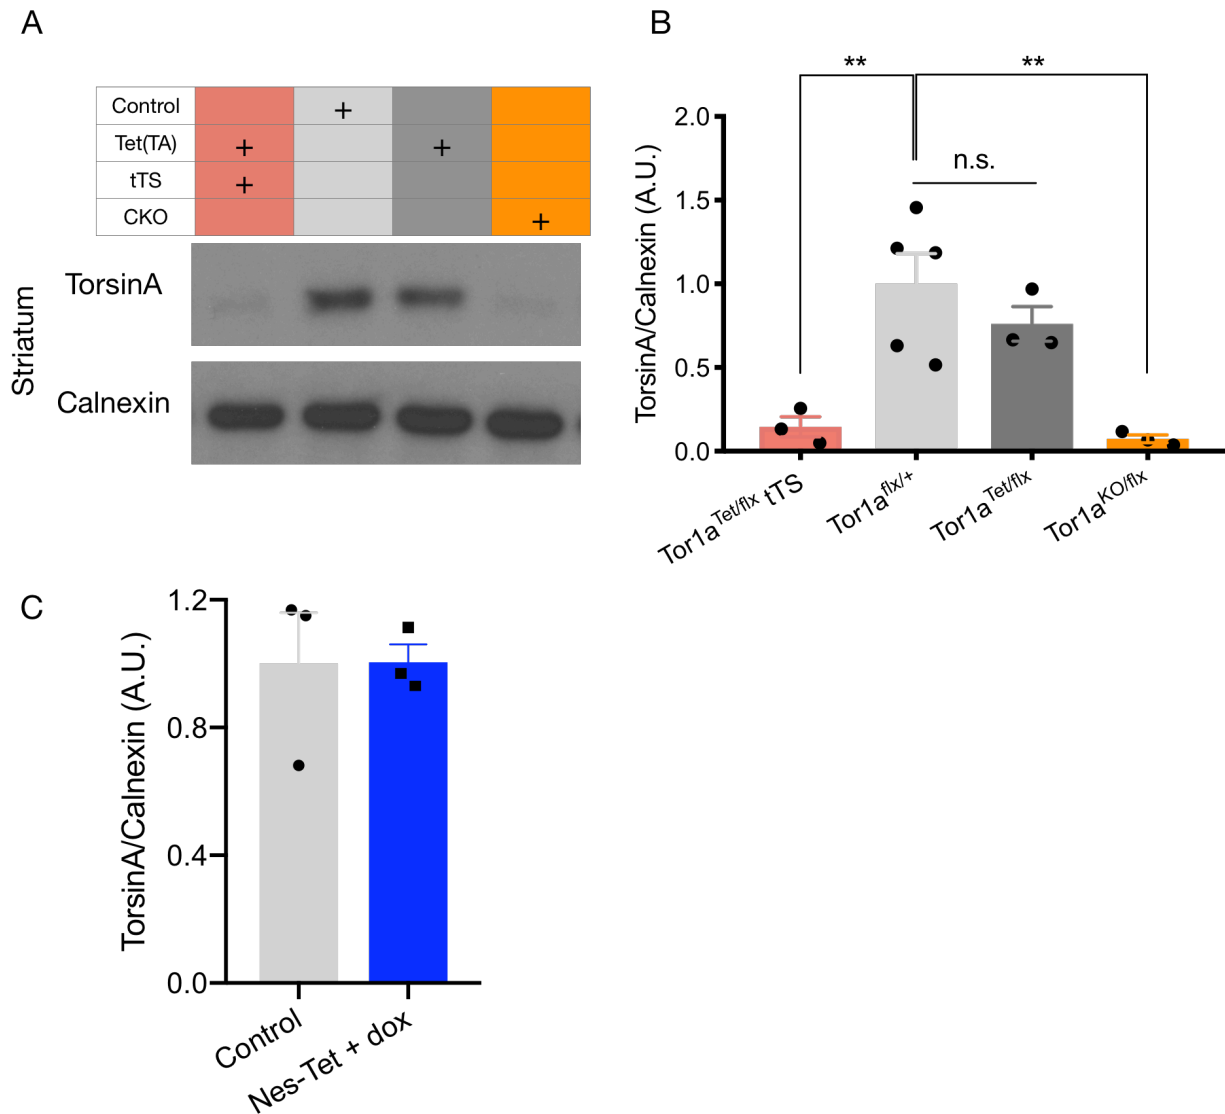 A
Control +
Tet(TA) + +
tTS +
CKO +
Striatum
TorsinA
Calnexin
B
** **
n.s.
TorsinA/Calnexin (A.U.)
2.0
1.5
1.0
0.5
0.0
Tor1a^Tet/flx tTS
Tor1a^flx/+
Tor1a^Tet/flx
Tor1a^KO/flx
C
TorsinA/Calnexin (A.U.)
1.2
0.8
0.4
0.0
Control
Nes-Tet + dox